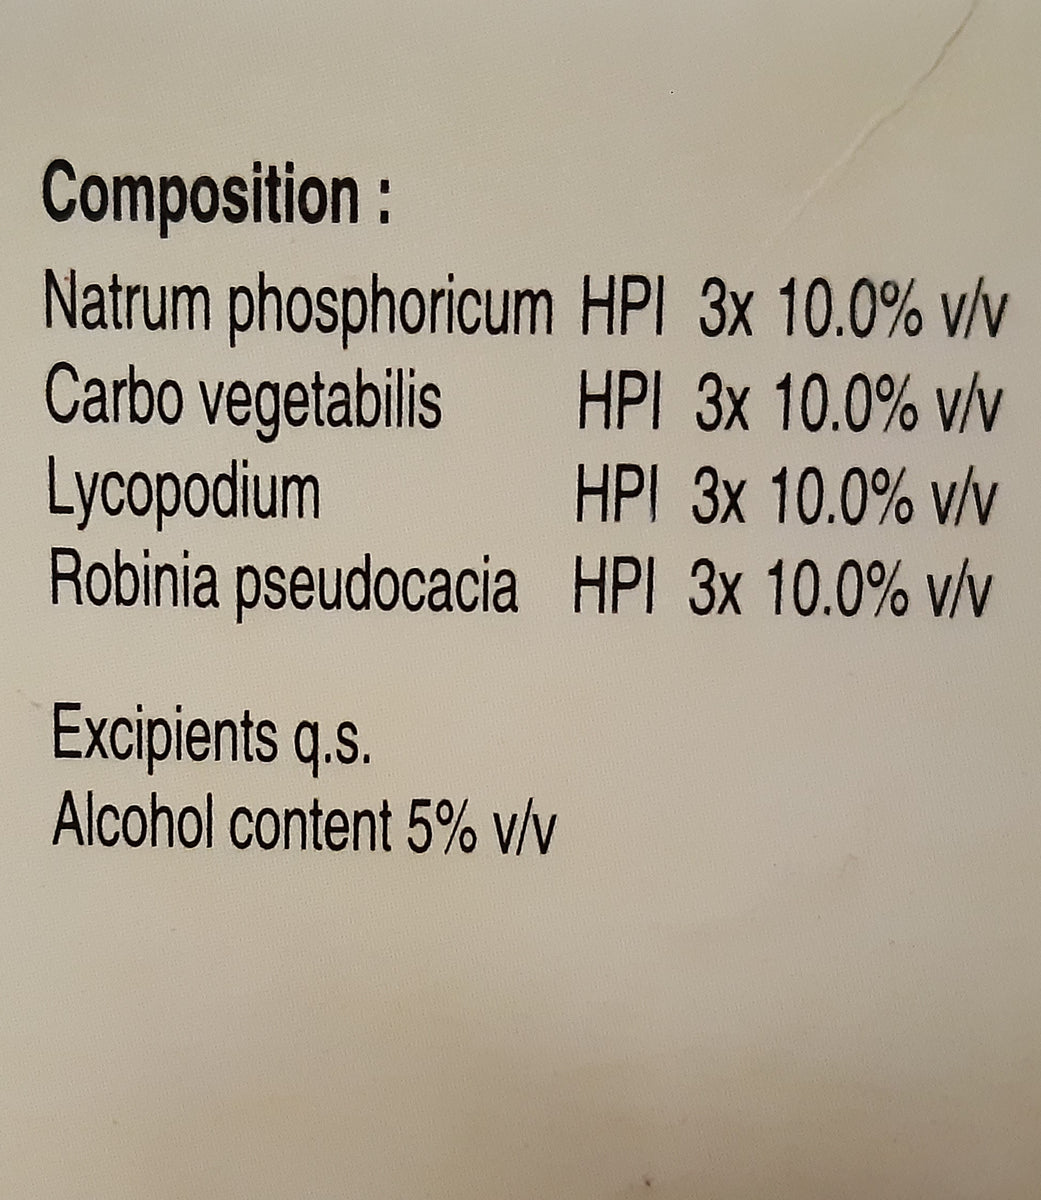 Composition :
Natrum phosphoricum HPI 3x 10.0% v/v
Carbo vegetabilis HPI 3x 10.0% v/v
Lycopodium HPI 3x 10.0% v/v
Robinia pseudocacia HPI 3x 10.0% v/v
Excipients q.s.
Alcohol content 5% v/v